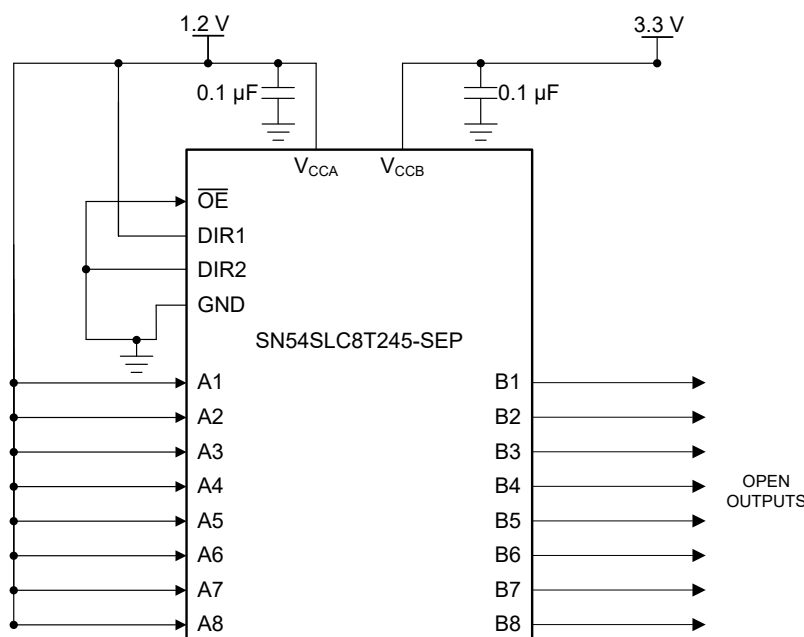 1.2 V
3.3 V
0.1 µF
0.1 µF
VCCA
VCCB
OE
DIR1
DIR2
GND
SN54SLC8T245-SEP
A1
B1
A2
B2
A3
B3
A4
B4
A5
B5
A6
B6
A7
B7
A8
B8
OPEN
OUTPUTS